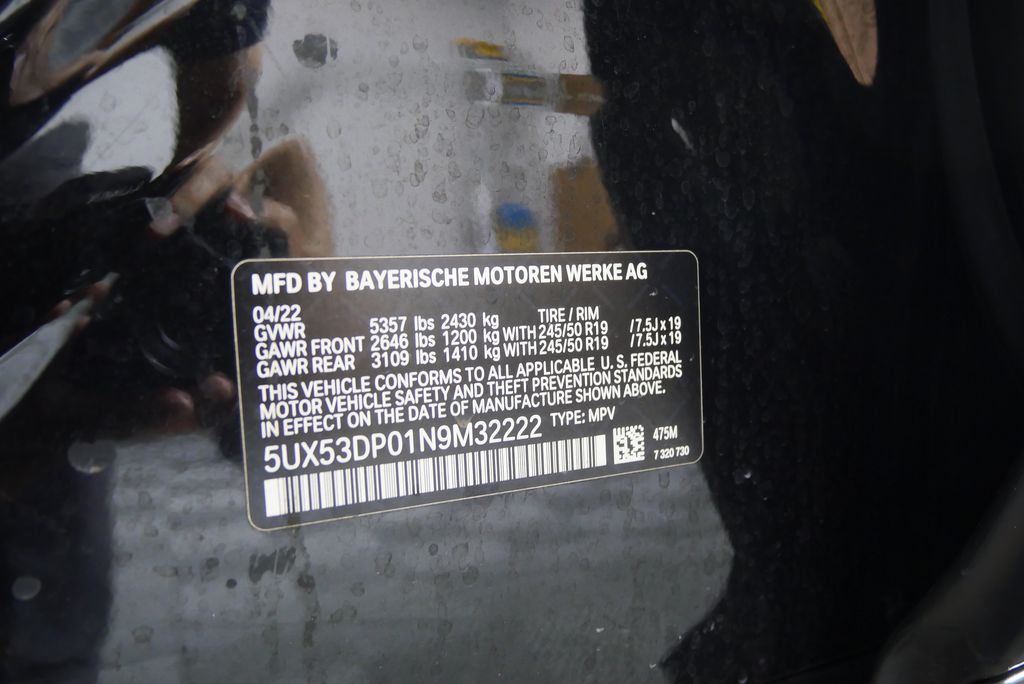 MFD BY BAYERISCHE MOTOREN WERKE AG
04/22 TIRE / RIM
GVWR 5357 lbs 2430 kg
GAWR FRONT 2646 lbs 1200 kg WITH 245/50 R19 /7.5J x 19
GAWR REAR 3109 lbs 1410 kg WITH 245/50 R19 /7.5J x 19
THIS VEHICLE CONFORMS TO ALL APPLICABLE U.S. FEDERAL
MOTOR VEHICLE SAFETY AND THEFT PREVENTION STANDARDS
IN EFFECT ON THE DATE OF MANUFACTURE SHOWN ABOVE.
5UX53DP01N9M32222 TYPE: MPV
475M
7 320 730